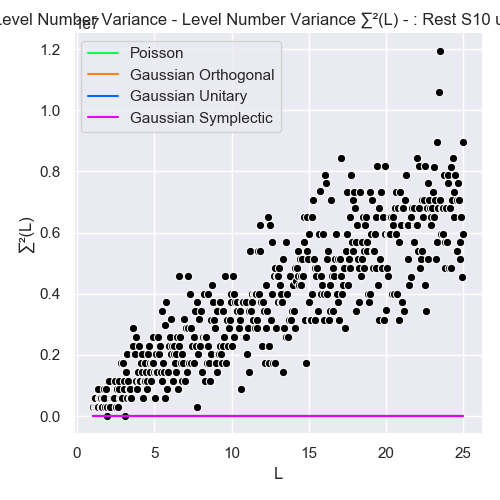 Level Number Variance - Level Number Variance ∑²(L) - : Rest S10 u
1e7
Poisson
Gaussian Orthogonal
Gaussian Unitary
Gaussian Symplectic
1.2
1.0
0.8
0.6
0.4
0.2
0.0
∑²(L)
0 5 10 15 20 25
L